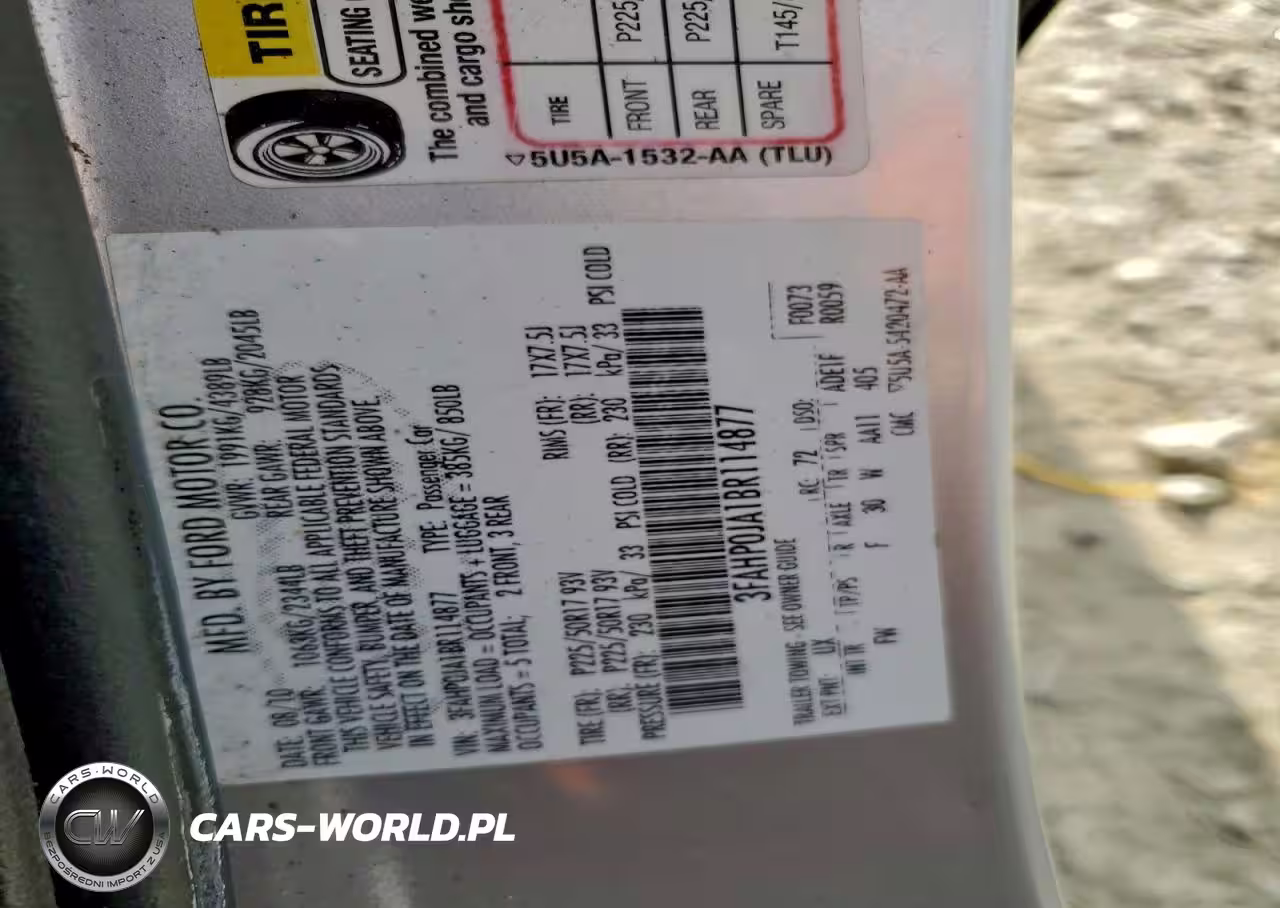 TIR
SEATING
The combined we
and cargo sho
TIRE
FRONT P225/
REAR P225/
SPARE T145/
5U5A-1532-AA (TLU)
MFD. BY FORD MOTOR CO.
DATE: 08/10 GVWR: 1991KG/4389LB
FRONT GAWR: 1063KG/2344LB REAR GAWR: 928KG/2045LB
THIS VEHICLE CONFORMS TO ALL APPLICABLE FEDERAL MOTOR
VEHICLE SAFETY, BUMPER, AND THEFT PREVENTION STANDARDS
IN EFFECT ON THE DATE OF MANUFACTURE SHOWN ABOVE.
VIN: 3FAHP0JA1BR114877 TYPE: Passenger Car
MAXIMUM LOAD = OCCUPANTS + LUGGAGE = 385KG/ 850LB
OCCUPANTS = 5 TOTAL; 2 FRONT, 3 REAR
TIRE (FR): P225/50R17 93V RIMS (FR): 17X7.5J
(RR): P225/50R17 93V (RR): 17X7.5J
PRESSURE (FR): 230 kPa/ 33 PSI COLD (RR): 230 kPa/ 33 PSI COLD
3FAHP0JA1BR114877
F0073
R0059
TRAILER TOWING - SEE OWNER GUIDE
EXT PNT: UX RC: 72 DSO:
INT TR TP/PS R AXLE TR SPR ADE1F
FW F 30 W AA11 405
CMC 5U5A-5420472-AA
CARS-WORLD
CW
BEZPOŚREDNI IMPORT Z USA
CARS-WORLD.PL